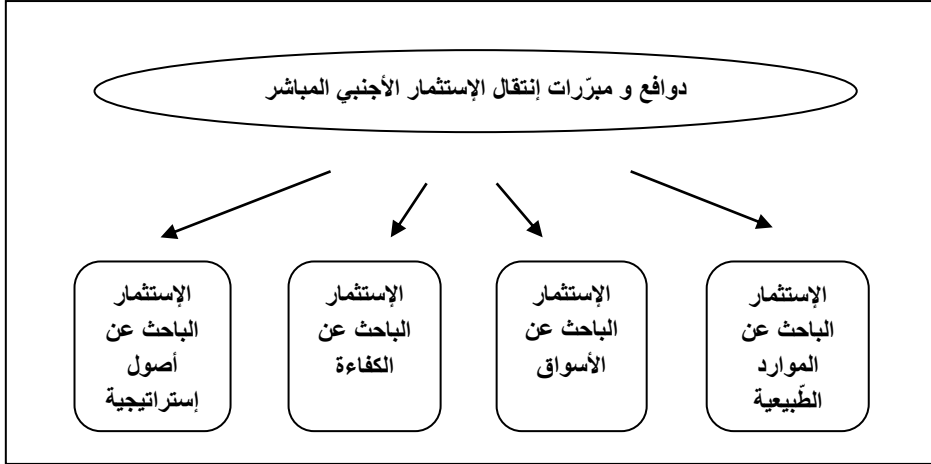 دوافع و مبرّرات إنتقال الإستثمار الأجنبي المباشر
الإستثمار
الباحث عن
الموارد
الطّبيعية
الإستثمار
الباحث عن
الأسواق
الإستثمار
الباحث عن
الكفاءة
الإستثمار
الباحث عن
أصول
إستراتيجية